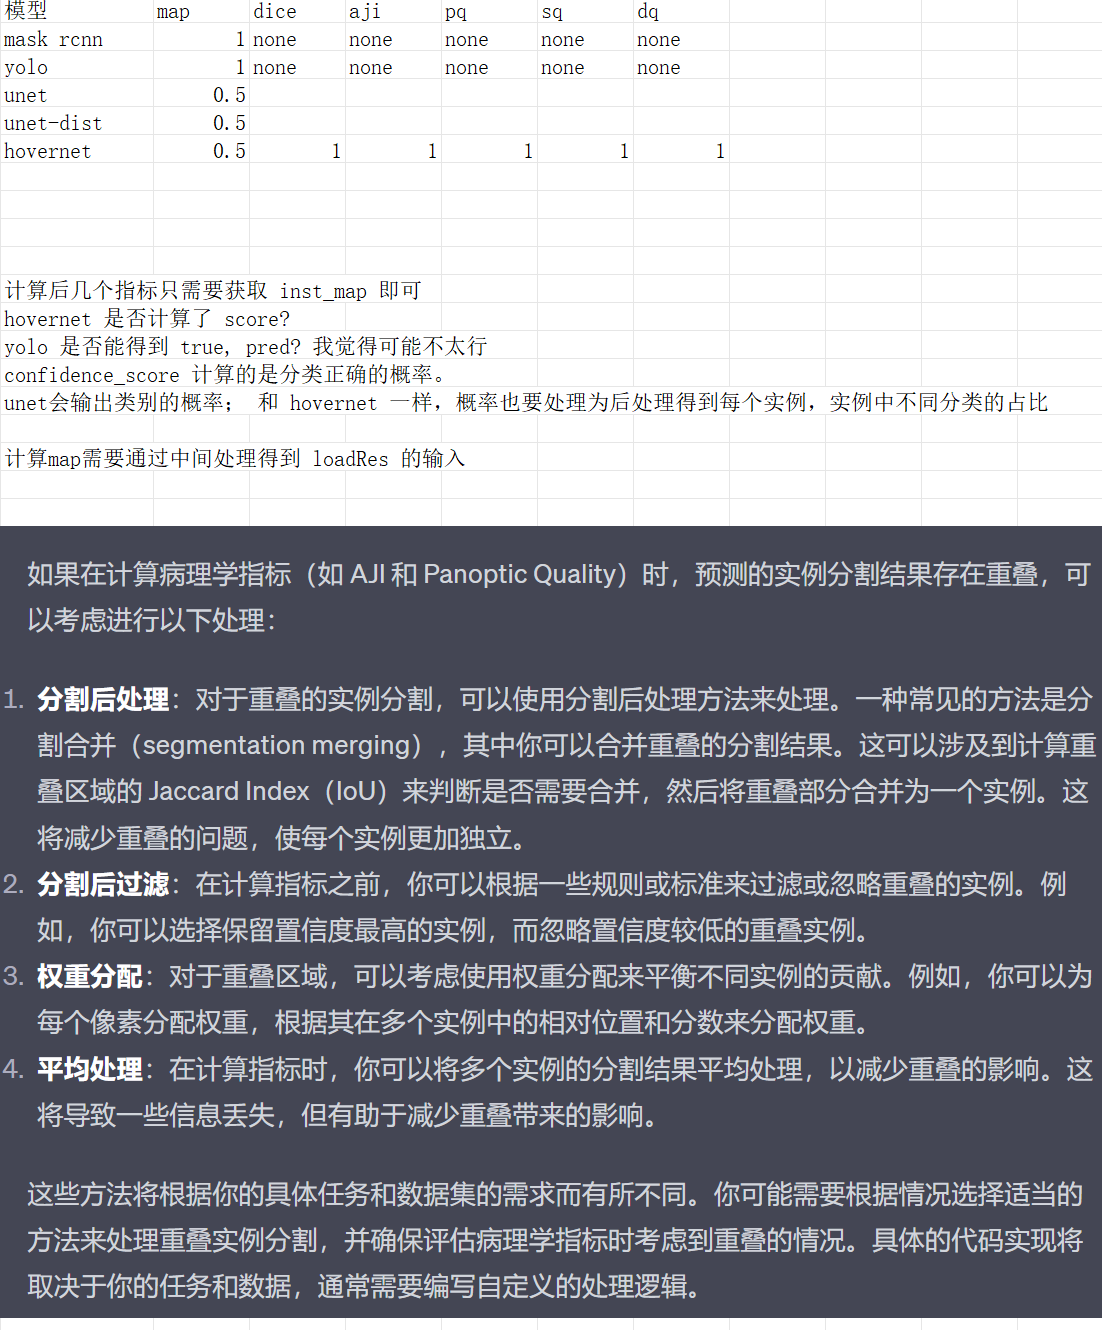 模型 map dice aji pq sq dq
mask rcnn 1 none none none none none
yolo 1 none none none none none
unet 0.5
unet-dist 0.5
hovernet 0.5 1 1 1 1 1
计算后几个指标只需要获取 inst_map 即可
hovernet 是否计算了 score?
yolo 是否能得到 true, pred? 我觉得可能不太行
confidence_score 计算的是分类正确的概率。
unet会输出类别的概率； 和 hovernet 一样，概率也要处理为后处理得到每个实例，实例中不同分类的占比
计算map需要通过中间处理得到 loadRes 的输入
如果在计算病理学指标（如 AJI 和 Panoptic Quality）时，预测的实例分割结果存在重叠，可
以考虑进行以下处理：
1. 分割后处理：对于重叠的实例分割，可以使用分割后处理方法来处理。一种常见的方法是分
割合并（segmentation merging），其中你可以合并重叠的分割结果。这可以涉及到计算重
叠区域的 Jaccard Index（IoU）来判断是否需要合并，然后将重叠部分合并为一个实例。这
将减少重叠的问题，使每个实例更加独立。
2. 分割后过滤：在计算指标之前，你可以根据一些规则或标准来过滤或忽略重叠的实例。例
如，你可以选择保留置信度最高的实例，而忽略置信度较低的重叠实例。
3. 权重分配：对于重叠区域，可以考虑使用权重分配来平衡不同实例的贡献。例如，你可以为
每个像素分配权重，根据其在多个实例中的相对位置和分数来分配权重。
4. 平均处理：在计算指标时，你可以将多个实例的分割结果平均处理，以减少重叠的影响。这
将导致一些信息丢失，但有助于减少重叠带来的影响。
这些方法将根据你的具体任务和数据集的需求而有所不同。你可能需要根据情况选择适当的
方法来处理重叠实例分割，并确保评估病理学指标时考虑到重叠的情况。具体的代码实现将
取决于你的任务和数据，通常需要编写自定义的处理逻辑。